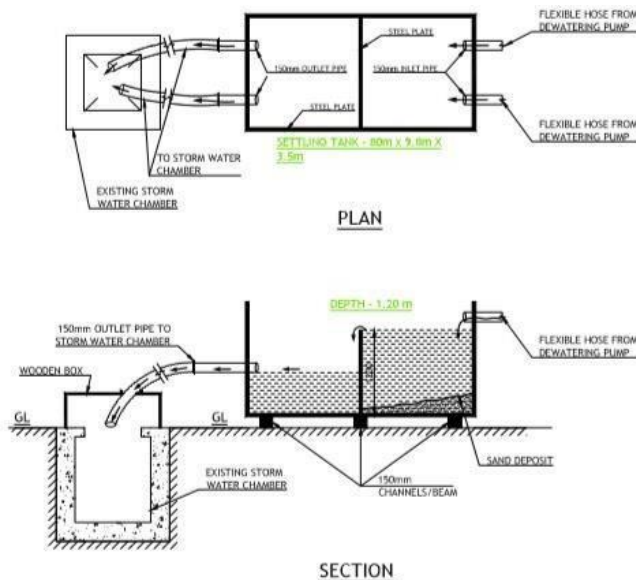 FLEXIBLE HOSE FROM
DEWATERING PUMP
STEEL PLATE
150mm OUTLET PIPE
150mm INLET PIPE
STEEL PLATE
FLEXIBLE HOSE FROM
DEWATERING PUMP
SETTLING TANK - 80m X 9.0m X
3.5m
TO STORM WATER
CHAMBER
EXISTING STORM
WATER CHAMBER
PLAN
DEPTH - 1.20 m
150mm OUTLET PIPE TO
STORM WATER CHAMBER
FLEXIBLE HOSE FROM
DEWATERING PUMP
WOODEN BOX
1200
GL
GL
SAND DEPOSIT
EXISTING STORM
WATER CHAMBER
150mm
CHANNELS/BEAM
SECTION